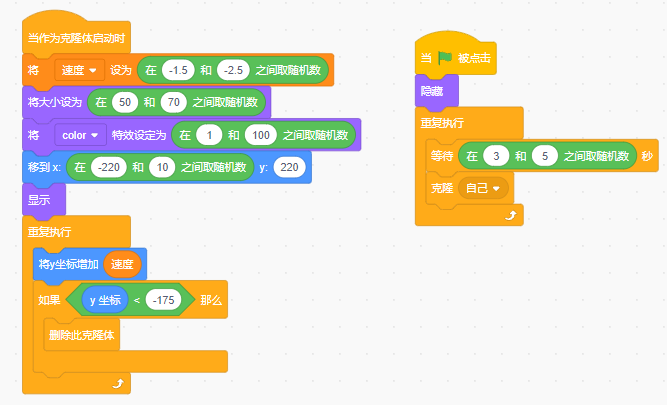 当作为克隆体启动时
将 速度 设为 在 -1.5 和 -2.5 之间取随机数
将大小设为 在 50 和 70 之间取随机数
将 color 特效设定为 在 1 和 100 之间取随机数
移到 x: 在 -220 和 10 之间取随机数 y: 220
显示
重复执行
将y坐标增加 速度
如果 y 坐标 < -175 那么
删除此克隆体
当 被点击
隐藏
重复执行
等待 在 3 和 5 之间取随机数 秒
克隆 自己